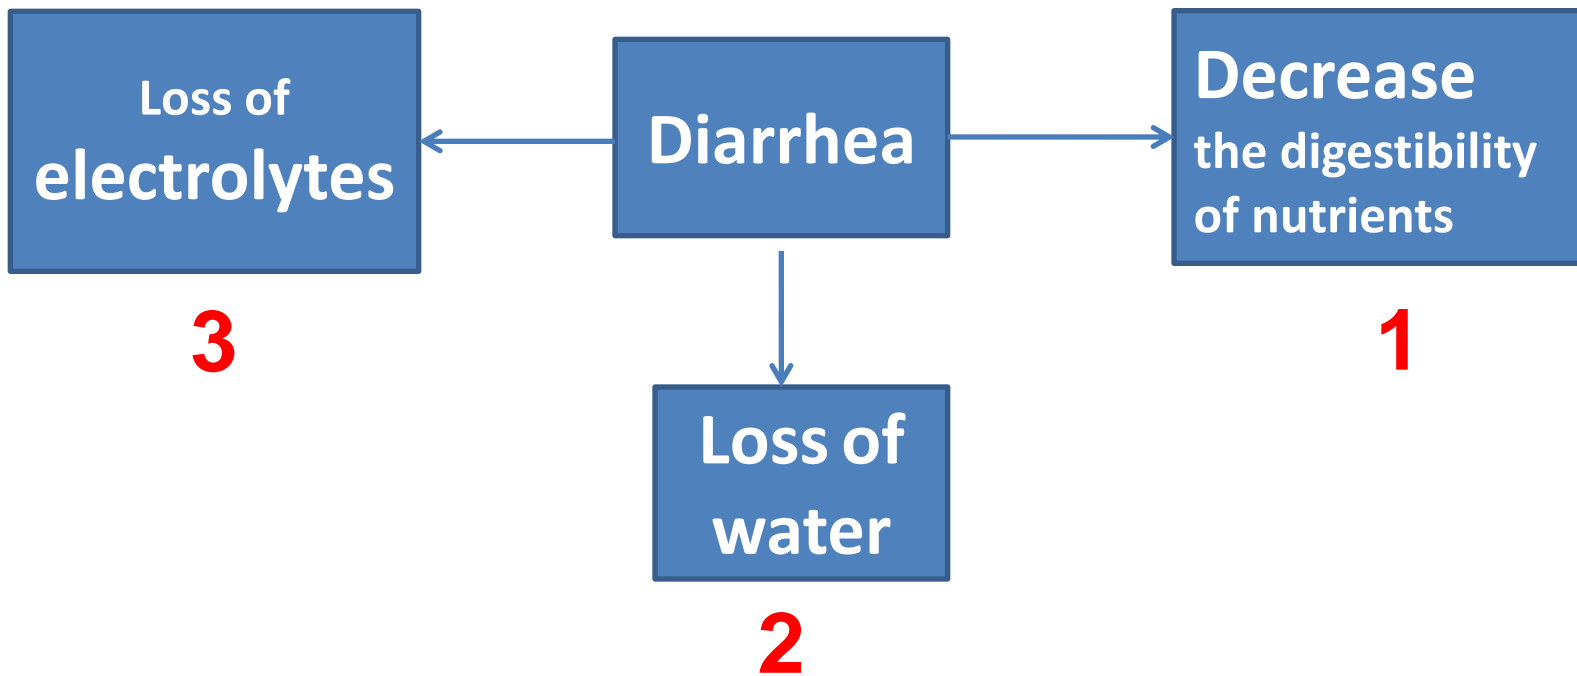 Loss of
electrolytes
Diarrhea
Decrease
the digestibility
of nutrients
3
1
Loss of
water
2